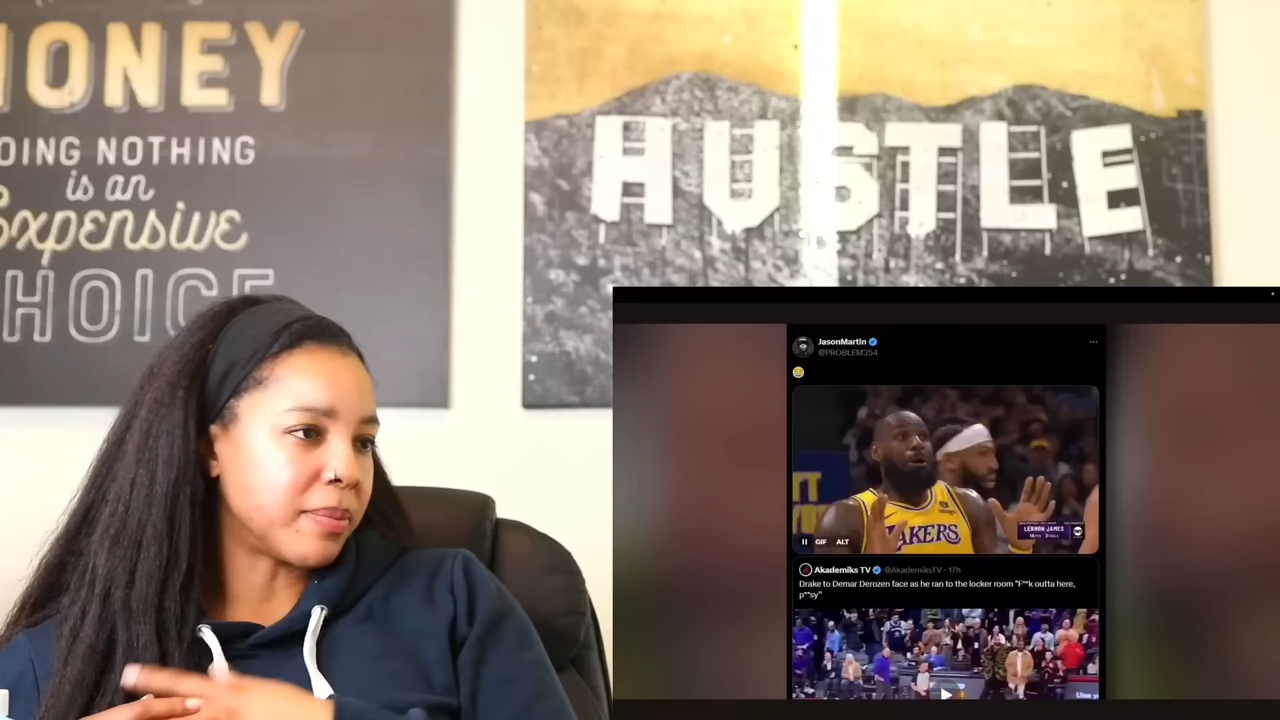 MONEY
DOING NOTHING
is an
Expensive
CHOICE
HUSTLE
JasonMartin
@PROBLEM354
LAKERS
LEBRON JAMES
GIF ALT
Akademiks TV @AkademiksTV · 17h
Drake to Demar Derozen face as he ran to the locker room "F**k outta here,
p**sy"